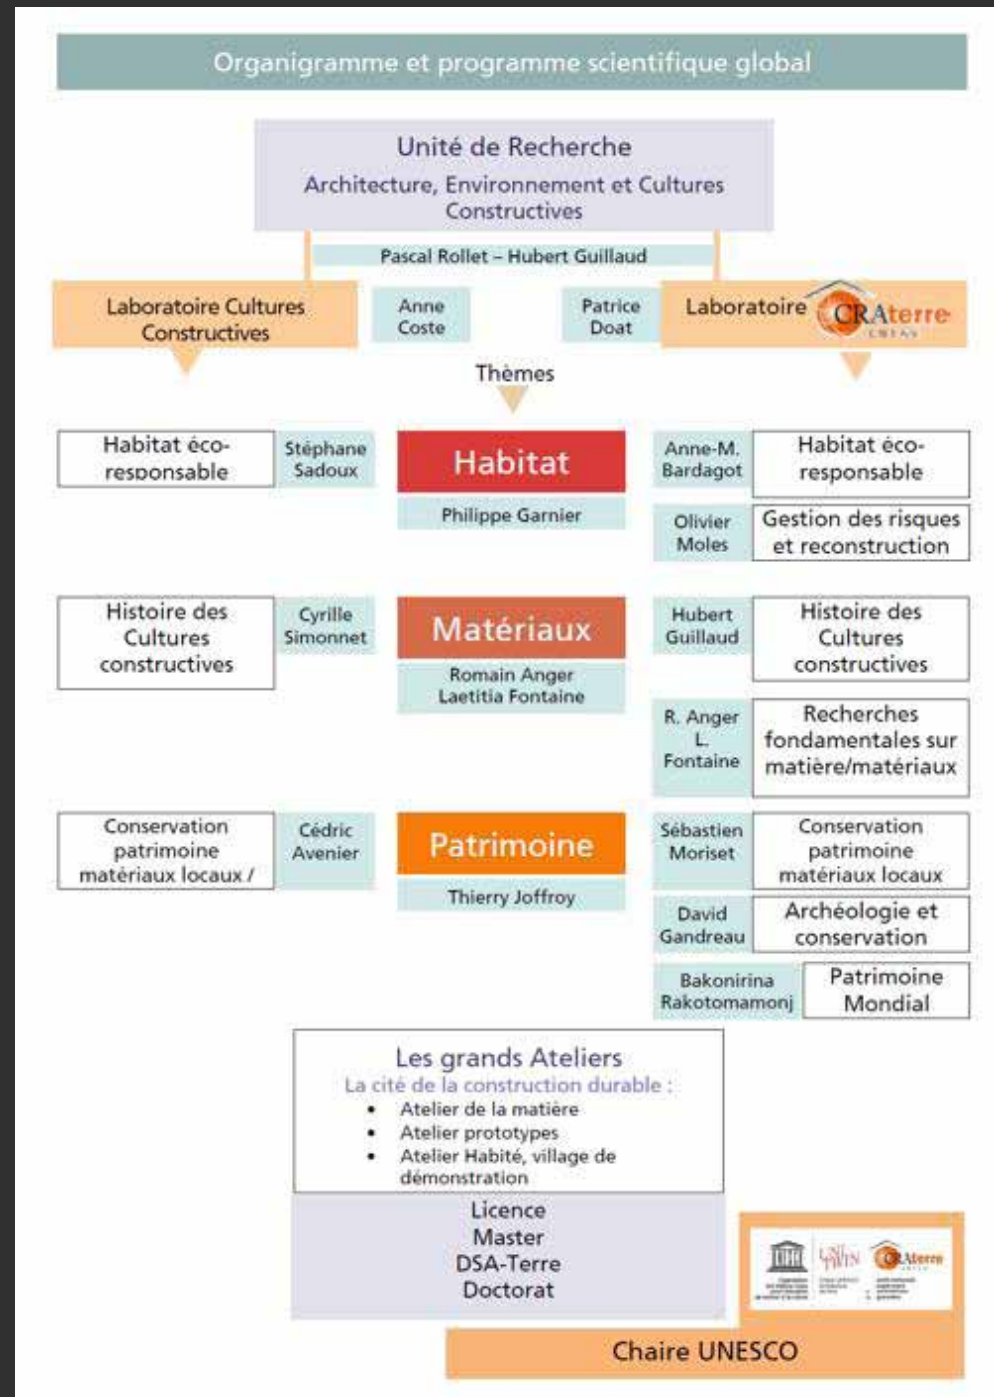 Organigramme et programme scientifique global
Unité de Recherche
Architecture, Environnement et Cultures
Constructives
Pascal Rollet – Hubert Guillaud
Laboratoire Cultures
Constructives
Anne
Coste
Patrice
Doat
Laboratoire CRAterre
Thèmes
Habitat éco-
responsable
Stéphane
Sadoux
Habitat
Philippe Garnier
Anne-M.
Bardagot
Habitat éco-
responsable
Olivier
Moles
Gestion des risques
et reconstruction
Histoire des
Cultures
constructives
Cyrille
Simonnet
Matériaux
Romain Anger
Laetitia Fontaine
Hubert
Guillaud
Histoire des
Cultures
constructives
R. Anger
L.
Fontaine
Recherches
fondamentales sur
matière/matériaux
Conservation
patrimoine
matériaux locaux /
Cédric
Avenier
Patrimoine
Thierry Joffroy
Sébastien
Moriset
Conservation
patrimoine
matériaux locaux
David
Gandreau
Archéologie et
conservation
Bakonirina
Rakotomamonj
Patrimoine
Mondial
Les grands Ateliers
La cité de la construction durable :
• Atelier de la matière
• Atelier prototypes
• Atelier Habité, village de
démonstration
Licence
Master
DSA-Terre
Doctorat
CRAterre
Chaire UNESCO